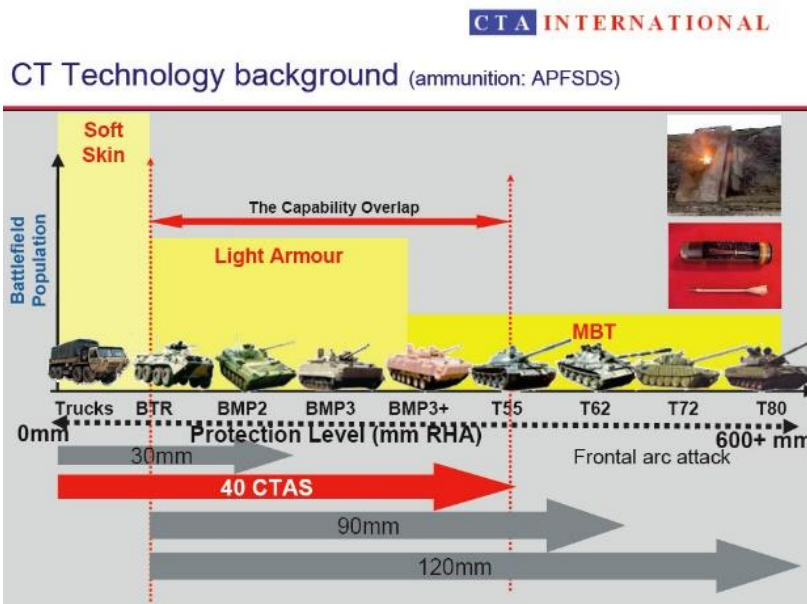 CTA INTERNATIONAL
CT Technology background (ammunition: APFSDS)
Soft
Skin
The Capability Overlap
Battlefield
Population
Light Armour
MBT
Trucks BTR BMP2 BMP3 BMP3+ T55 T62 T72 T80
0mm Protection Level (mm RHA) 600+ mm
30mm Frontal arc attack
40 CTAS
90mm
120mm